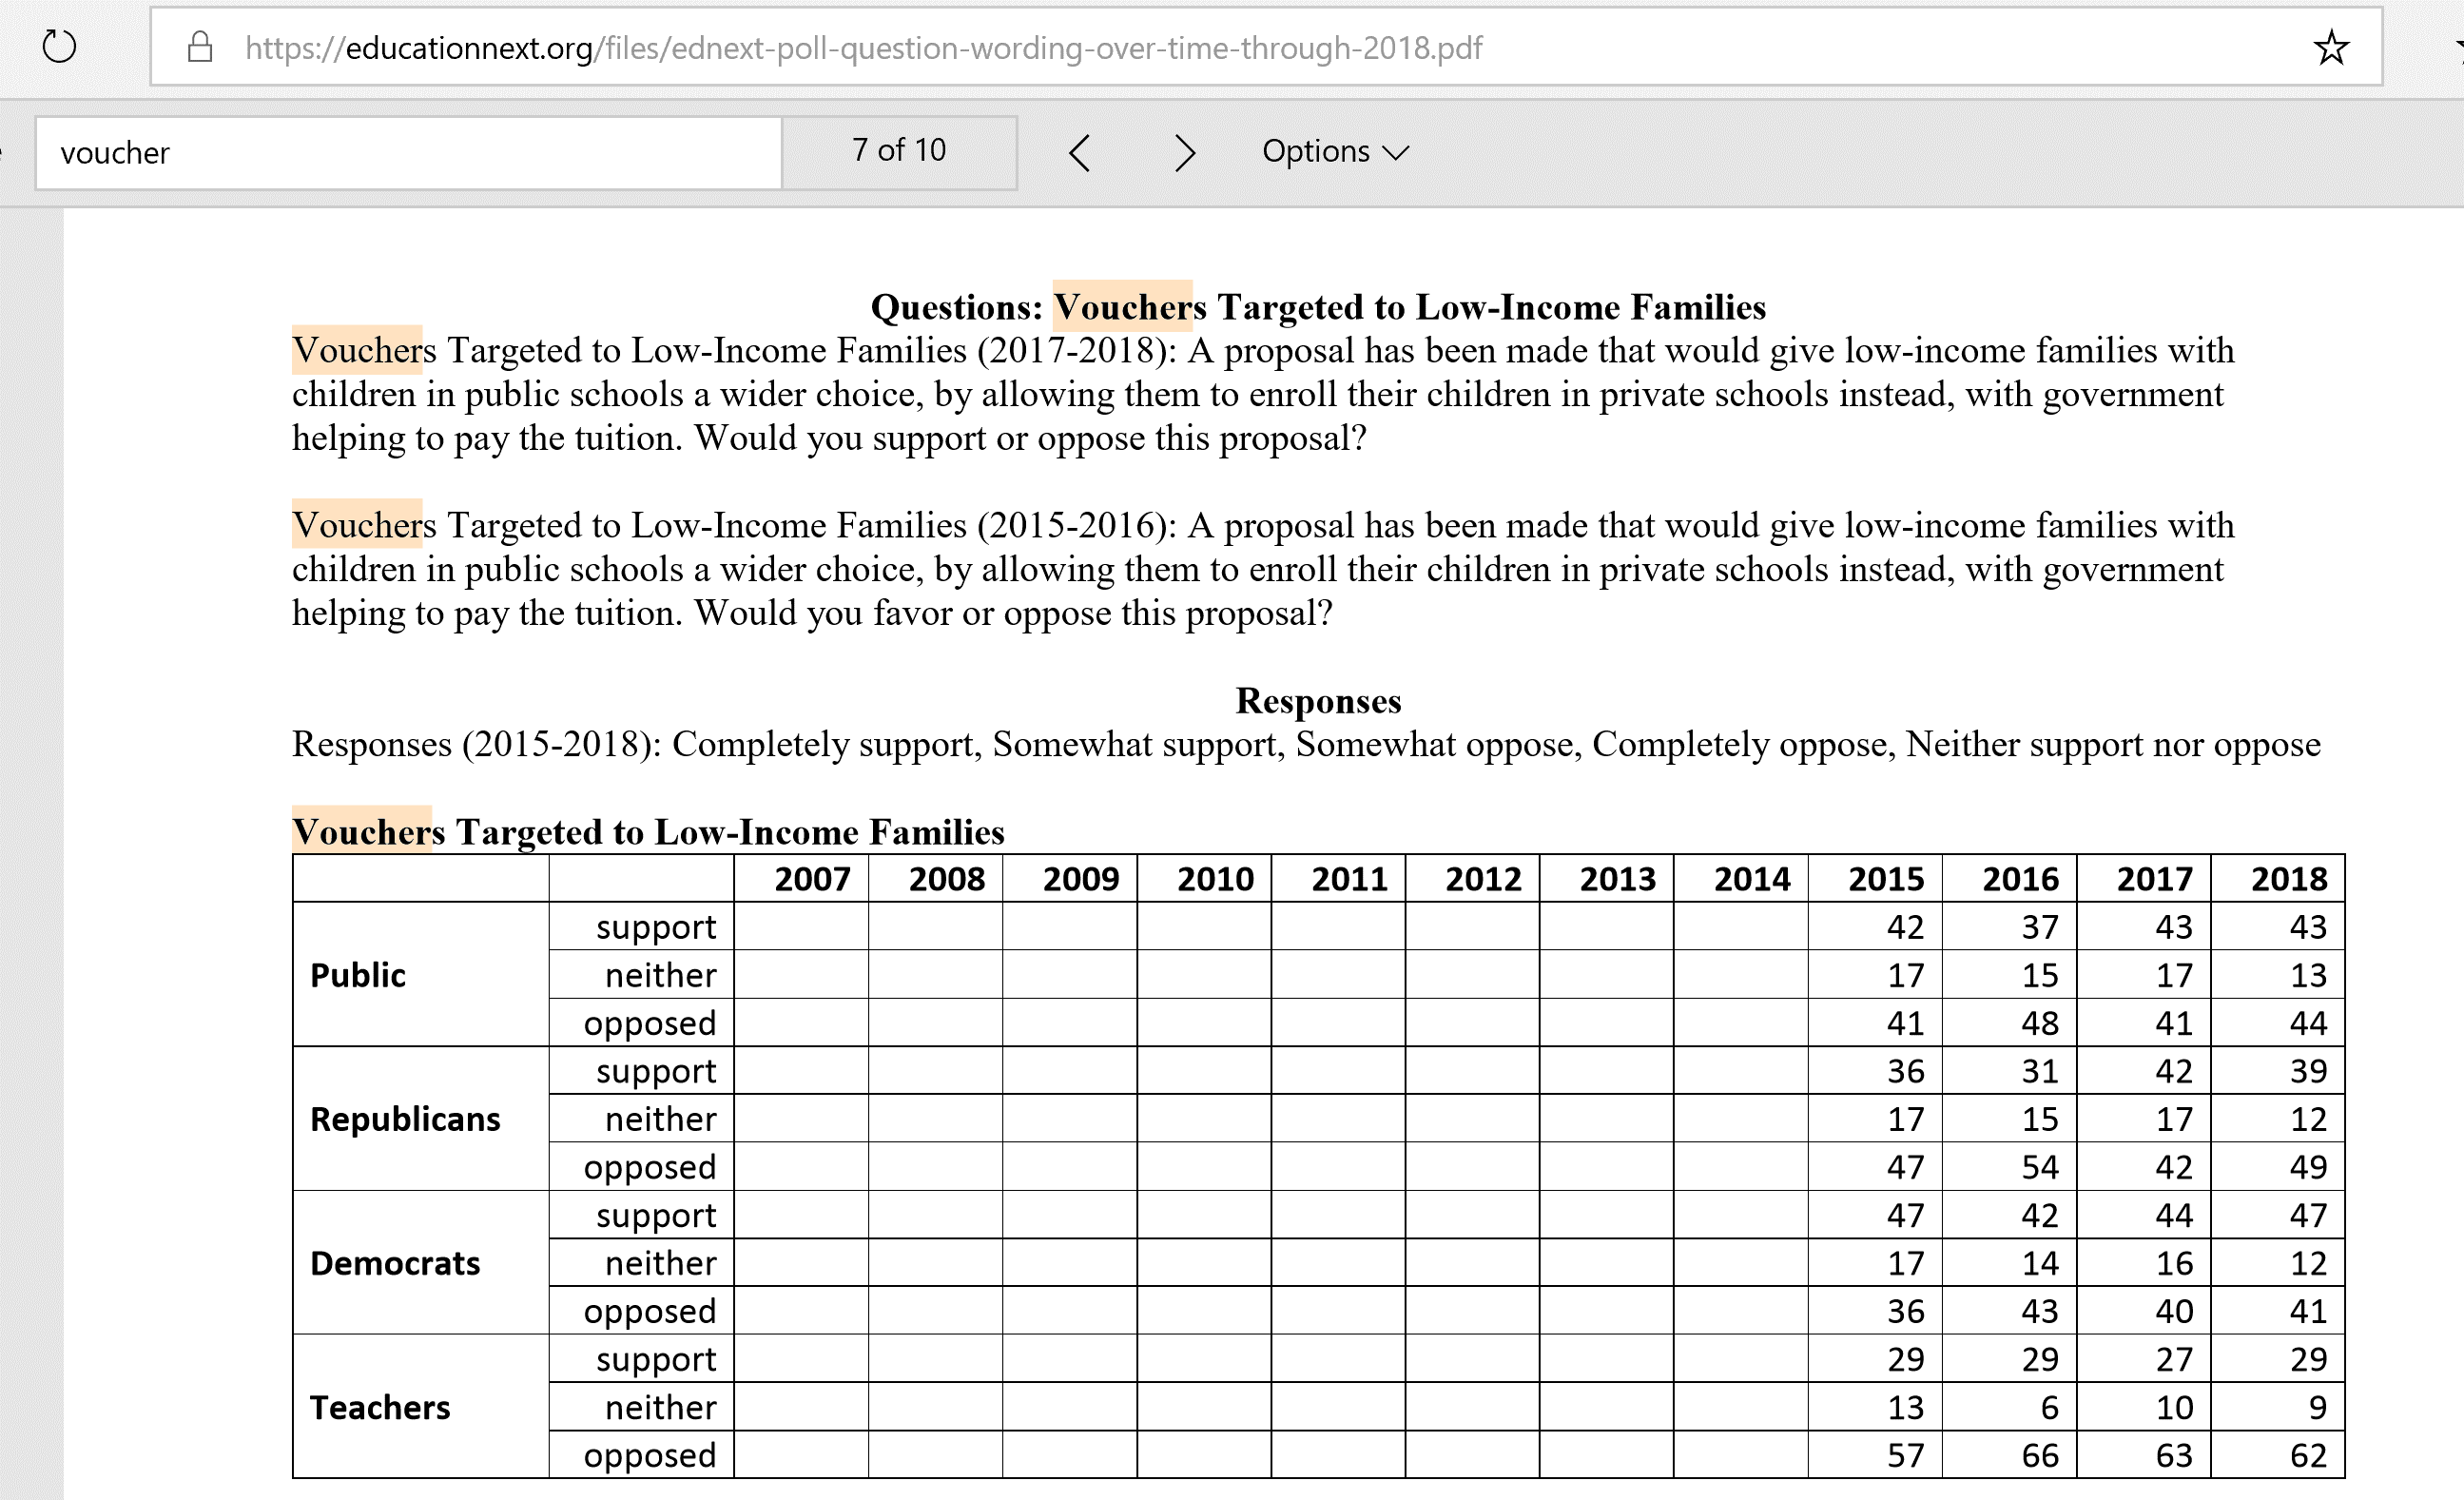 https://educationnext.org/files/ednext-poll-question-wording-over-time-through-2018.pdf
voucher 7 of 10 Options
Questions: Vouchers Targeted to Low-Income Families
Vouchers Targeted to Low-Income Families (2017-2018): A proposal has been made that would give low-income families with
children in public schools a wider choice, by allowing them to enroll their children in private schools instead, with government
helping to pay the tuition. Would you support or oppose this proposal?
Vouchers Targeted to Low-Income Families (2015-2016): A proposal has been made that would give low-income families with
children in public schools a wider choice, by allowing them to enroll their children in private schools instead, with government
helping to pay the tuition. Would you favor or oppose this proposal?
Responses
Responses (2015-2018): Completely support, Somewhat support, Somewhat oppose, Completely oppose, Neither support nor oppose
Vouchers Targeted to Low-Income Families
2007 2008 2009 2010 2011 2012 2013 2014 2015 2016 2017 2018
Public support 42 37 43 43
neither 17 15 17 13
opposed 41 48 41 44
Republicans support 36 31 42 39
neither 17 15 17 12
opposed 47 54 42 49
Democrats support 47 42 44 47
neither 17 14 16 12
opposed 36 43 40 41
Teachers support 29 29 27 29
neither 13 6 10 9
opposed 57 66 63 62